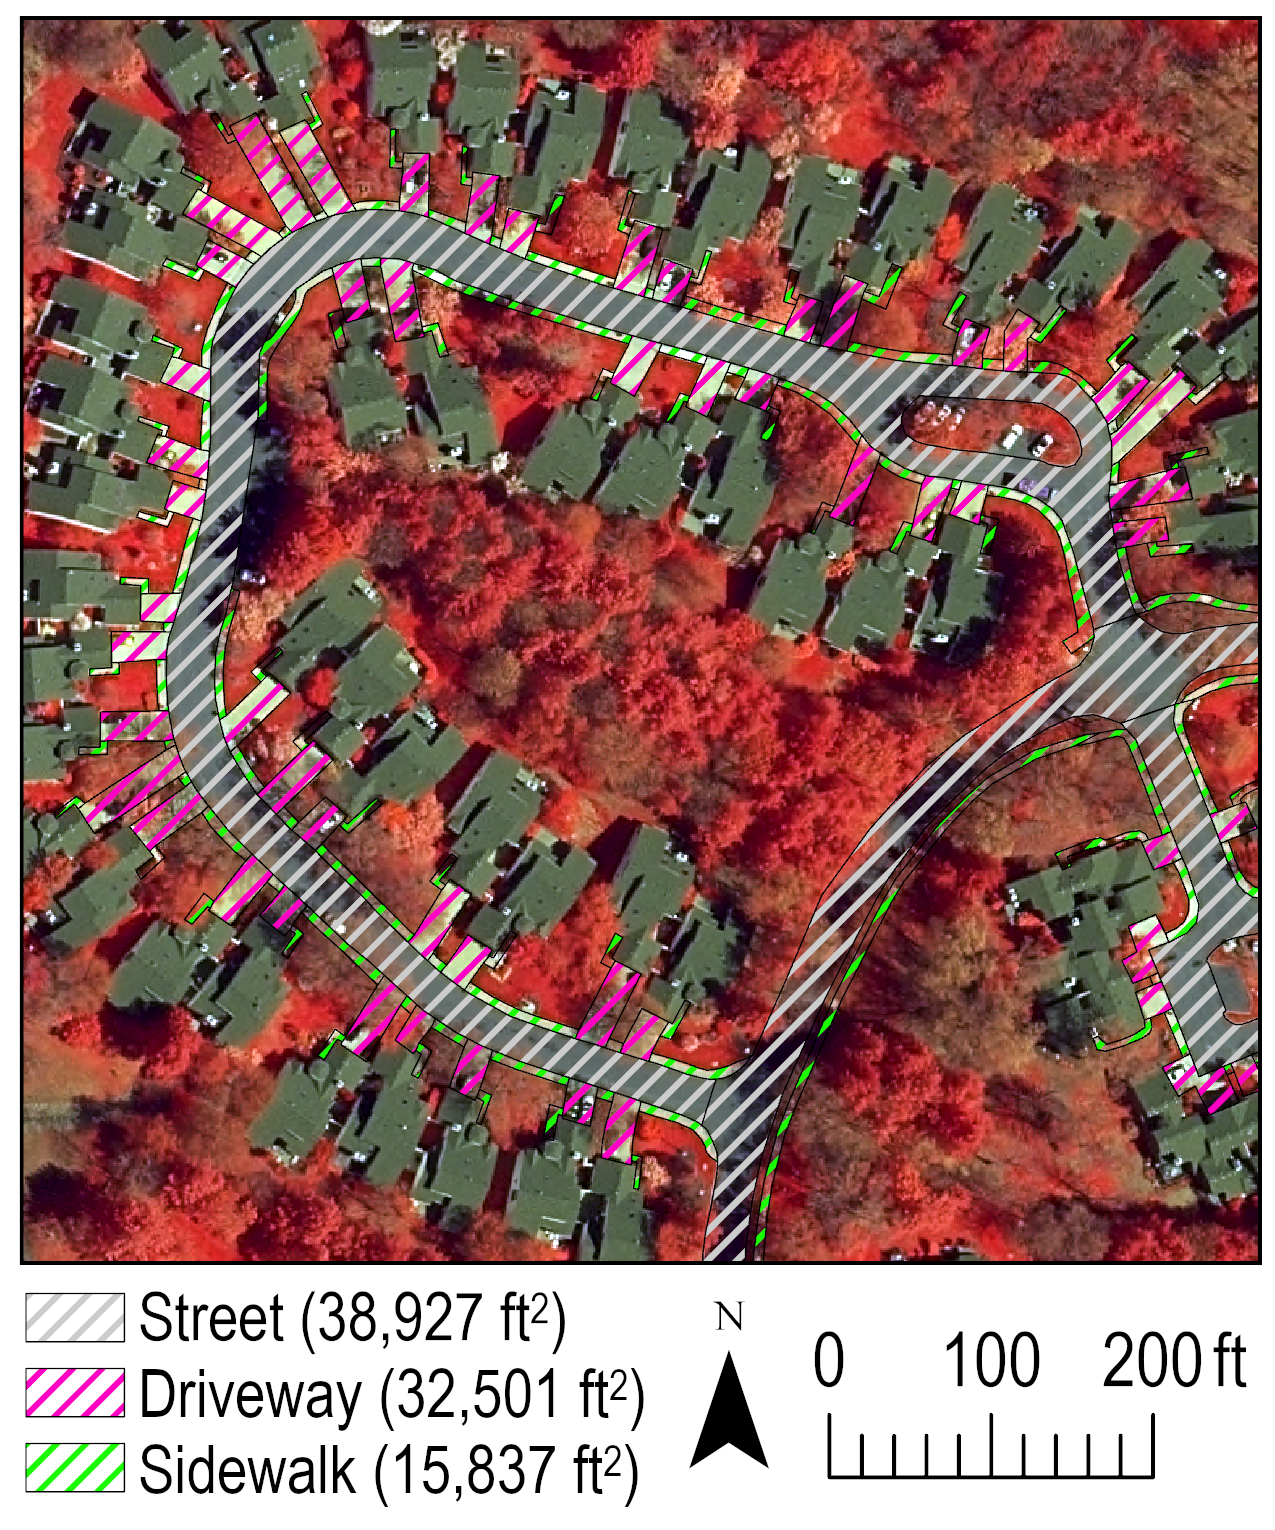 Street (38,927 ft²)
Driveway (32,501 ft²)
Sidewalk (15,837 ft²)
N
0 100 200 ft